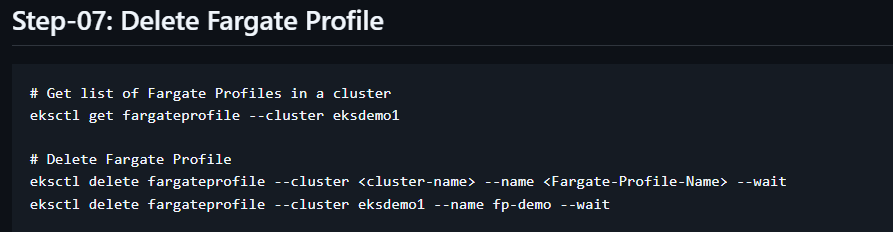 Step-07: Delete Fargate Profile
# Get list of Fargate Profiles in a cluster
eksctl get fargateprofile --cluster eksdemo1
# Delete Fargate Profile
eksctl delete fargateprofile --cluster <cluster-name> --name <Fargate-Profile-Name> --wait
eksctl delete fargateprofile --cluster eksdemo1 --name fp-demo --wait